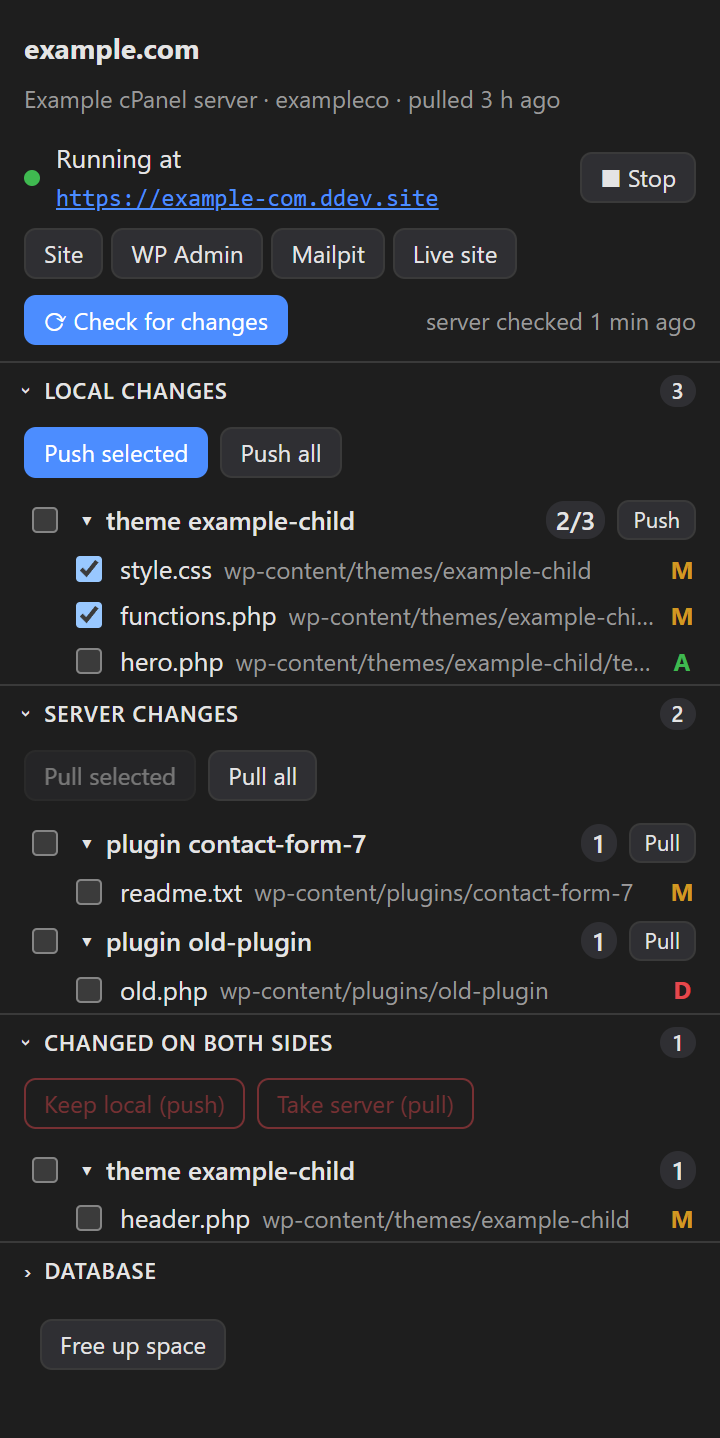 example.com
Example cPanel server · exampleco · pulled 3 h ago
Running at
https://example-com.ddev.site
Stop
Site WP Admin Mailpit Live site
⟳ Check for changes server checked 1 min ago
LOCAL CHANGES 3
Push selected Push all
theme example-child 2/3 Push
style.css wp-content/themes/example-child M
functions.php wp-content/themes/example-chi... M
hero.php wp-content/themes/example-child/te... A
SERVER CHANGES 2
Pull selected Pull all
plugin contact-form-7 1 Pull
readme.txt wp-content/plugins/contact-form-7 M
plugin old-plugin 1 Pull
old.php wp-content/plugins/old-plugin D
CHANGED ON BOTH SIDES 1
Keep local (push) Take server (pull)
theme example-child 1
header.php wp-content/themes/example-child M
DATABASE
Free up space